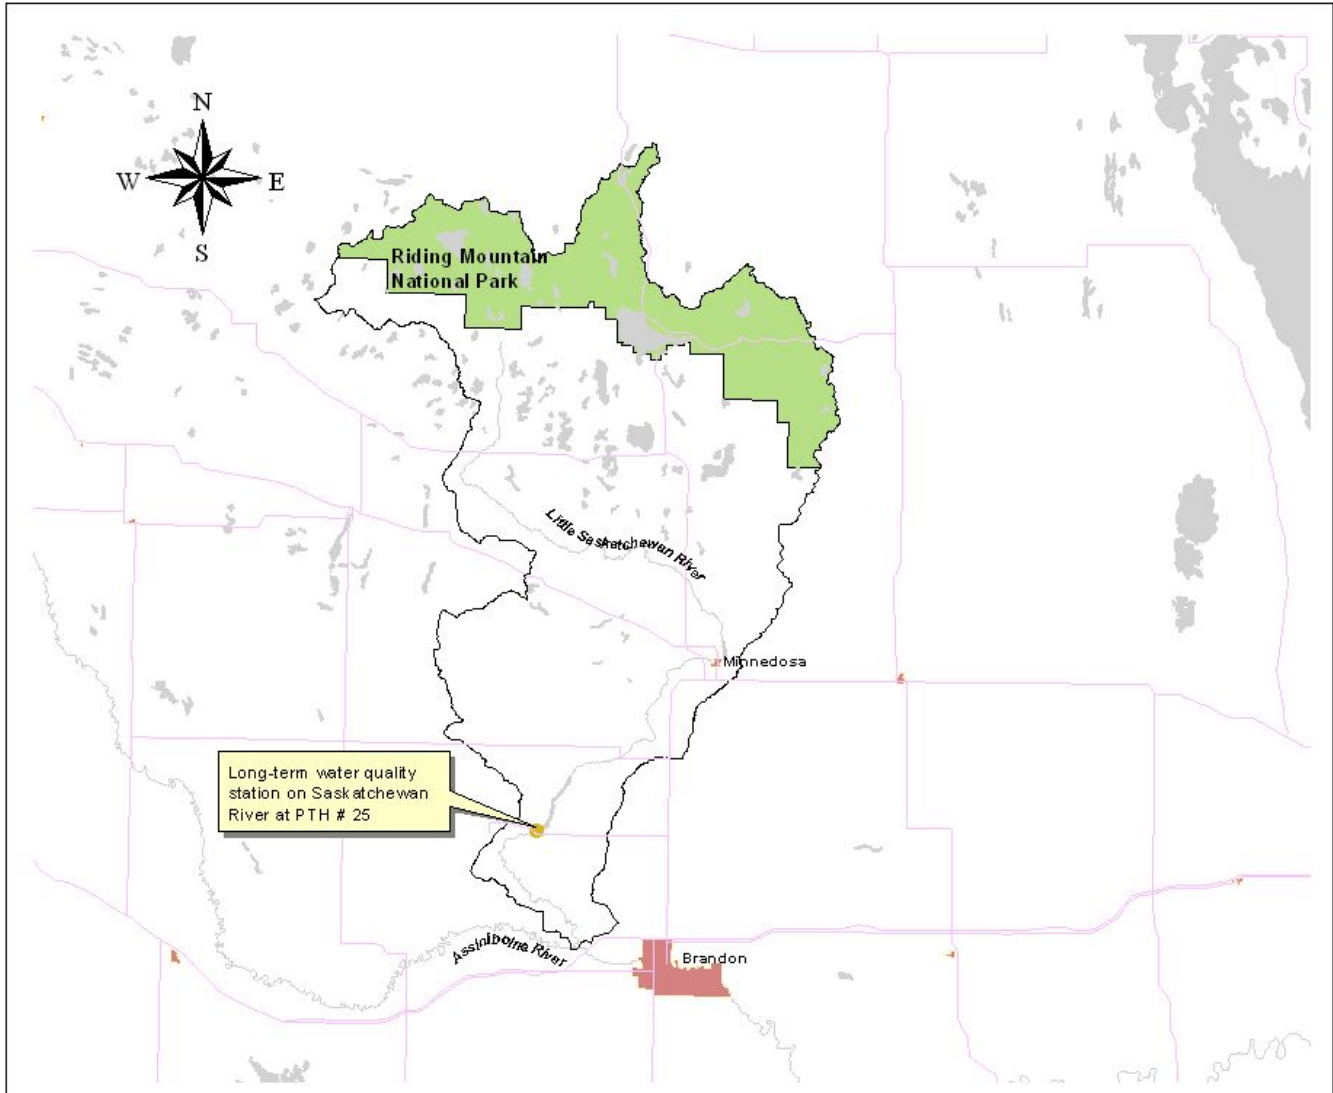 N
W E
S
Riding Mountain
National Park
Little Saskatchewan River
Minnedosa
Long-term water quality
station on Saskatchewan
River at PTH # 25
Assiniboine River
Brandon